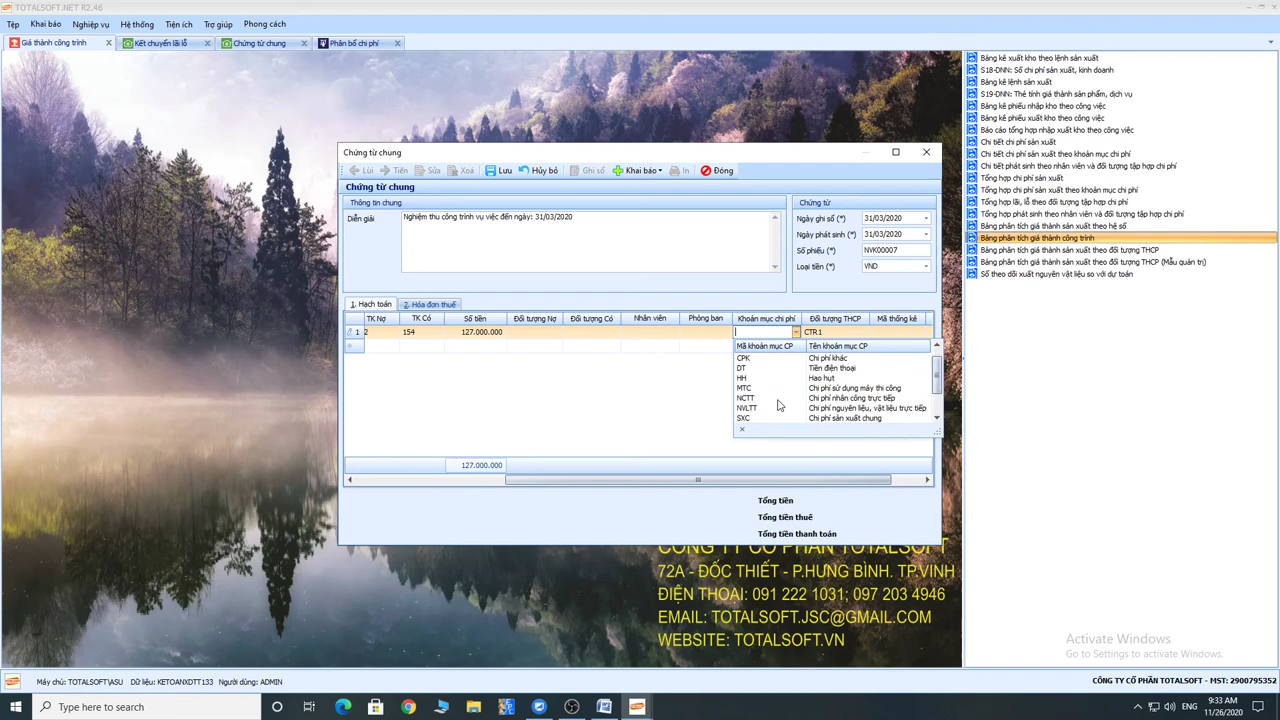 TOTALSOFT.NET R2.46
Tệp Khai báo Nghiệp vụ Hệ thống Tiện ích Trợ giúp Phong cách
Giá thành công trình Kết chuyển lãi lỗ Chứng từ chung Phân bổ chi phí
Bảng kê xuất kho theo lệnh sản xuất
S18-DNN: Sổ chi phí sản xuất, kinh doanh
Bảng kê lệnh sản xuất
S19-DNN: Thẻ tính giá thành sản phẩm, dịch vụ
Bảng kê phiếu nhập kho theo công việc
Bảng kê phiếu xuất kho theo công việc
Báo cáo tổng hợp nhập xuất kho theo công việc
Chi tiết chi phí sản xuất
Chi tiết chi phí sản xuất theo khoản mục chi phí
Chi tiết phát sinh theo nhân viên và đối tượng tập hợp chi phí
Tổng hợp chi phí sản xuất
Tổng hợp chi phí sản xuất theo khoản mục chi phí
Tổng hợp lãi, lỗ theo đối tượng tập hợp chi phí
Tổng hợp phát sinh theo nhân viên và đối tượng tập hợp chi phí
Bảng phân tích giá thành sản xuất theo hệ số
Bảng phân tích giá thành công trình
Bảng phân tích giá thành sản xuất theo đối tượng THCP
Bảng phân tích giá thành sản xuất theo đối tượng THCP (Mẫu quản trị)
Sổ theo dõi xuất nguyên vật liệu so với dự toán
Chứng từ chung
Lùi Tiến Sửa Xoá Lưu Hủy bỏ Ghi sổ Khai báo In Đóng
Chứng từ chung
Thông tin chung
Diễn giải Nghiệm thu công trình vụ việc đến ngày: 31/03/2020
Chứng từ
Ngày ghi sổ (*) 31/03/2020
Ngày phát sinh (*) 31/03/2020
Số phiếu (*) NVK00007
Loại tiền (*) VND
1. Hạch toán 2. Hóa đơn thuế
TK Nợ TK Có Số tiền Đối tượng Nợ Đối tượng Có Nhân viên Phòng ban Khoản mục chi phí Đối tượng THCP Mã thống kê
1 2 154 127.000.000 CTR1
Mã khoản mục CP Tên khoản mục CP
CPK Chi phí khác
DT Tiền điện thoại
HH Hao hụt
MTC Chi phí sử dụng máy thi công
NCTT Chi phí nhân công trực tiếp
NVLTT Chi phí nguyên liệu, vật liệu trực tiếp
SXC Chi phí sản xuất chung
127.000.000
Tổng tiền
Tổng tiền thuế
Tổng tiền thanh toán
CÔNG TY CỔ PHẦN TOTALSOFT
72A - ĐỐC THIẾT - P.HƯNG BÌNH. TP.VINH
ĐIỆN THOẠI: 091 222 1031; 097 203 4946
EMAIL: TOTALSOFT.JSC@GMAIL.COM
WEBSITE: TOTALSOFT.VN
Activate Windows
Go to Settings to activate Windows.
Máy chủ: TOTALSOFT\ASU Dữ liệu: KETOANXDTT133 Người dùng: ADMIN
CÔNG TY CỔ PHẦN TOTALSOFT - MST: 2900795352
Type here to search
ENG
9:33 AM
11/26/2020